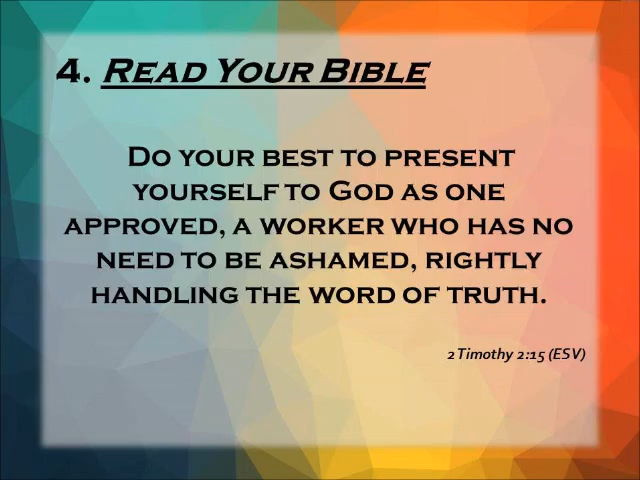 4. Read Your Bible
Do your best to present
yourself to God as one
approved, a worker who has no
need to be ashamed, rightly
handling the word of truth.
2 Timothy 2:15 (ESV)